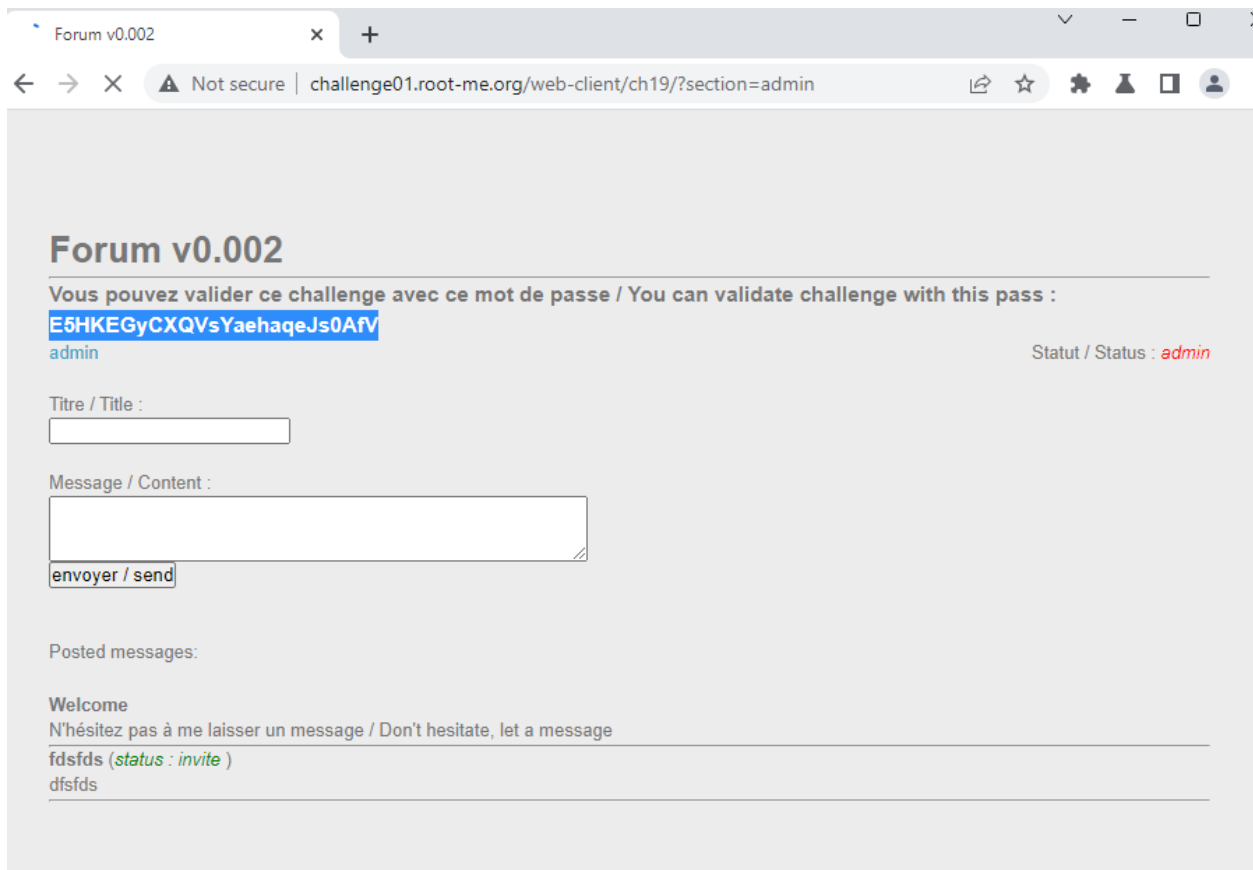 Forum v0.002
Not secure | challenge01.root-me.org/web-client/ch19/?section=admin
Forum v0.002
Vous pouvez valider ce challenge avec ce mot de passe / You can validate challenge with this pass :
E5HKEGyCXQVsYaehaqeJs0AfV
admin Statut / Status : admin
Titre / Title :
Message / Content :
envoyer / send
Posted messages:
Welcome
N'hésitez pas à me laisser un message / Don't hesitate, let a message
fdsfds (status : invite )
dfsfds